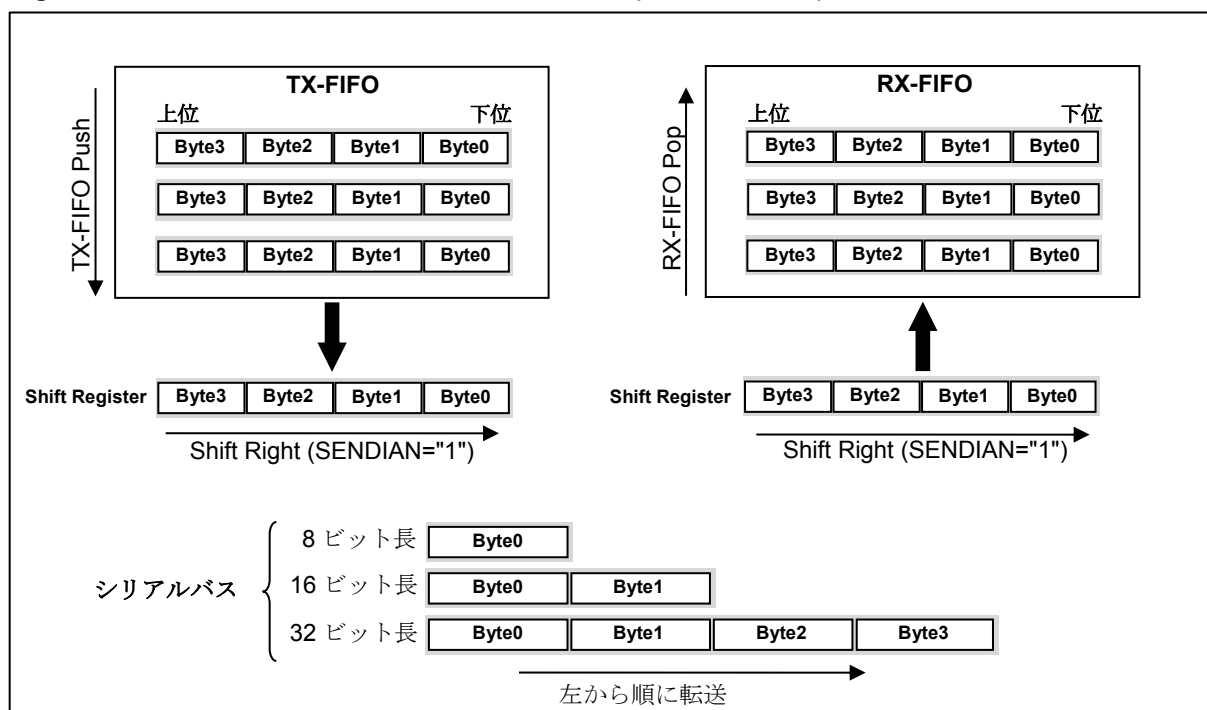 TX-FIFO
上位 下位
TX-FIFO Push
Byte3 Byte2 Byte1 Byte0
Byte3 Byte2 Byte1 Byte0
Byte3 Byte2 Byte1 Byte0
Shift Register Byte3 Byte2 Byte1 Byte0
Shift Right (SENDIAN="1")
RX-FIFO
上位 下位
RX-FIFO Pop
Byte3 Byte2 Byte1 Byte0
Byte3 Byte2 Byte1 Byte0
Byte3 Byte2 Byte1 Byte0
Shift Register Byte3 Byte2 Byte1 Byte0
Shift Right (SENDIAN="1")
シリアルバス
8 ビット長 Byte0
16 ビット長 Byte0 Byte1
32 ビット長 Byte0 Byte1 Byte2 Byte3
左から順に転送